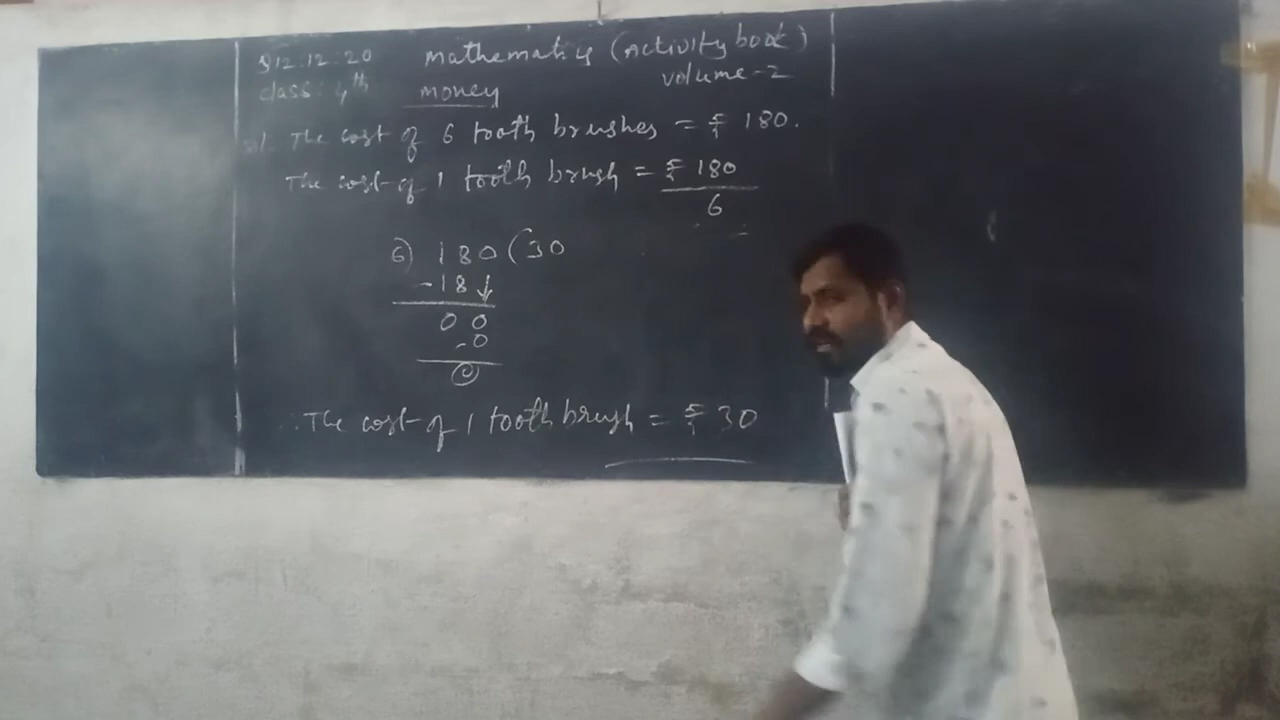 12.12.20 Mathematics (Activity book)
class: 4th volume-2
money
The cost of 6 tooth brushes = ₹ 180.
The cost of 1 tooth brush = ₹ 180
6
6) 180 (30
-18↓
00
-0
0
∴ The cost of 1 tooth brush = ₹ 30